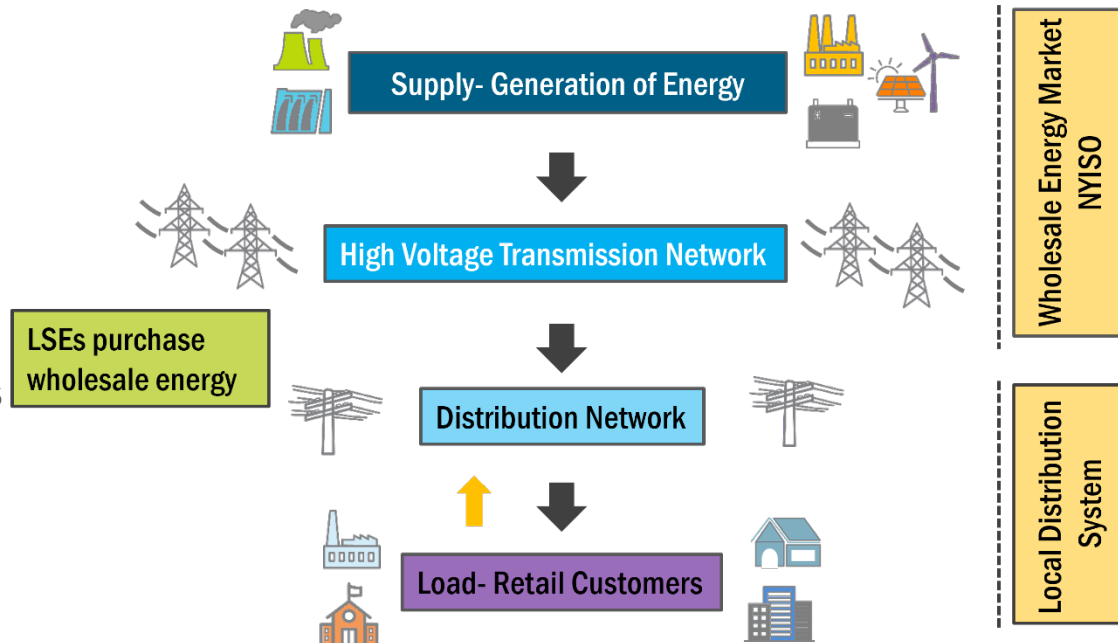 Supply- Generation of Energy
Wholesale Energy Market
NYISO
High Voltage Transmission Network
LSEs purchase
wholesale energy
s
Distribution Network
Local Distribution
System
Load- Retail Customers